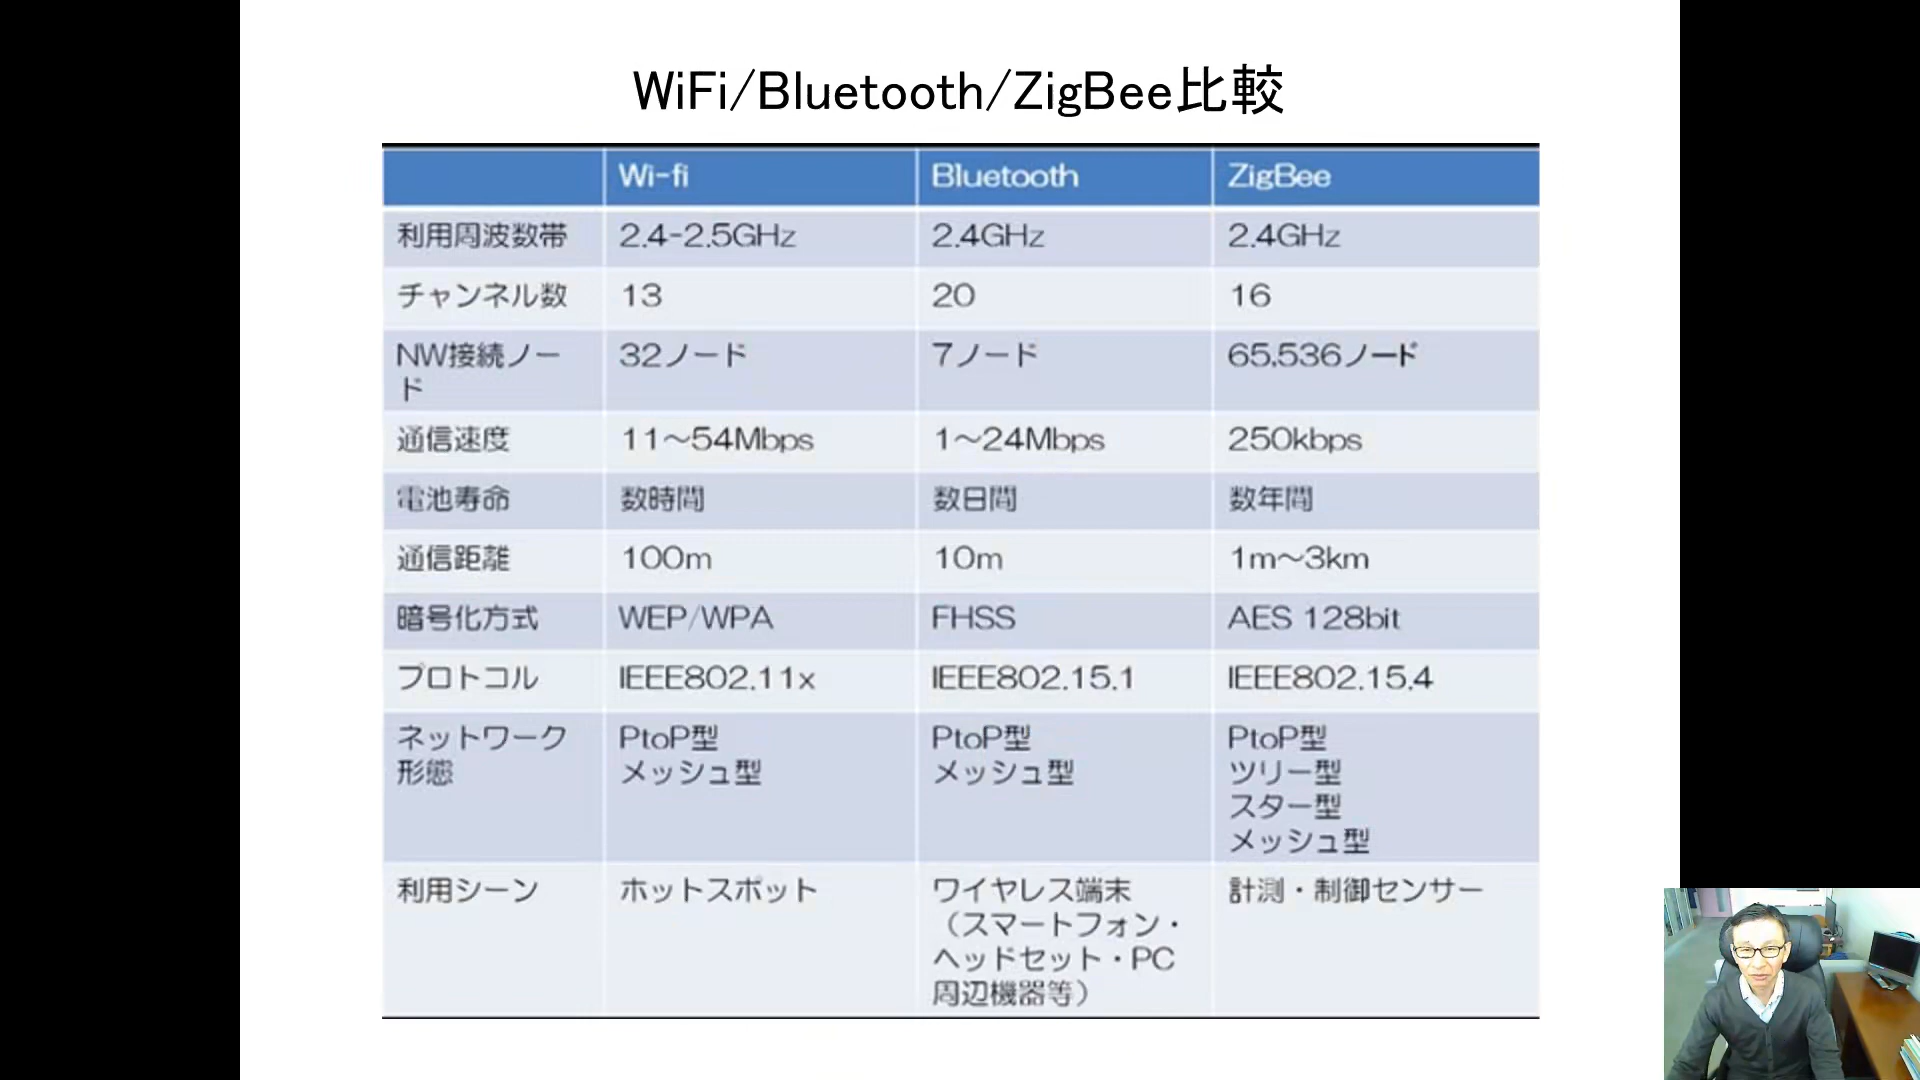 WiFi/Bluetooth/ZigBee比較
Wi-fi Bluetooth ZigBee
利用周波数帯 2.4-2.5GHz 2.4GHz 2.4GHz
チャンネル数 13 20 16
NW接続ノー 32ノード 7ノード 65,536ノード
ド
通信速度 11～54Mbps 1～24Mbps 250kbps
電池寿命 数時間 数日間 数年間
通信距離 100m 10m 1m～3km
暗号化方式 WEP/WPA FHSS AES 128bit
プロトコル IEEE802.11x IEEE802.15.1 IEEE802.15.4
ネットワーク PtoP型 PtoP型 PtoP型
形態 メッシュ型 メッシュ型 ツリー型
スター型
メッシュ型
利用シーン ホットスポット ワイヤレス端末 計測・制御センサー
（スマートフォン・
ヘッドセット・PC
周辺機器等）